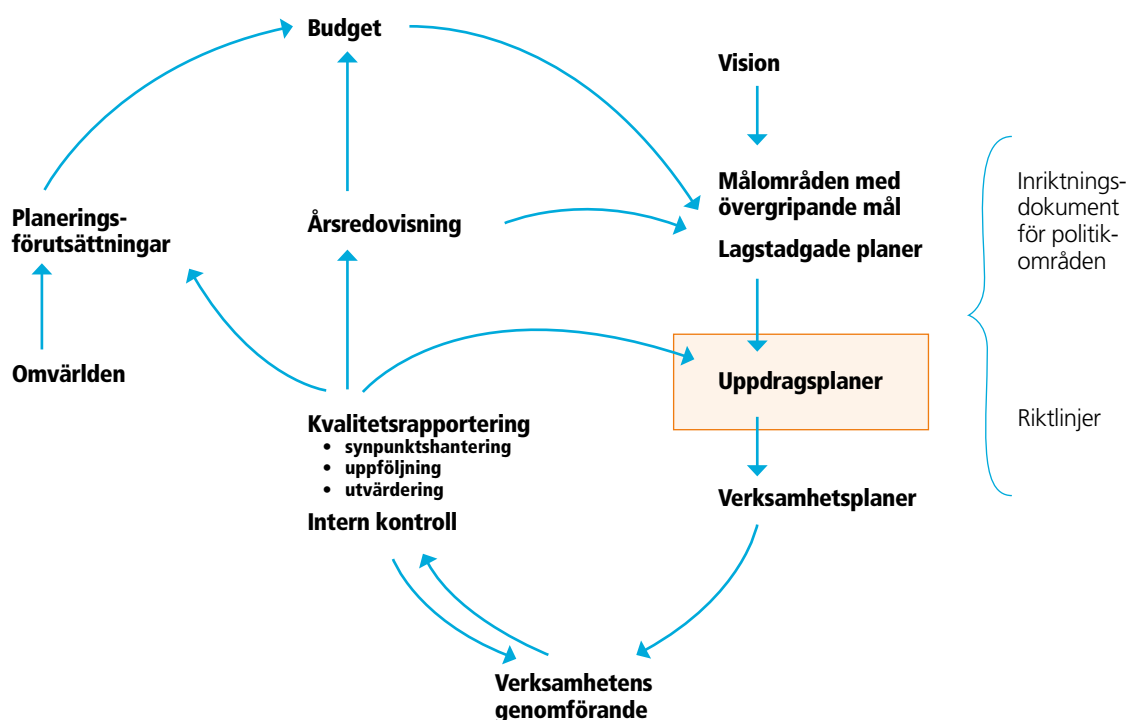 Budget
Vision
Målområden med
övergripande mål
Lagstadgade planer
Inriktnings-
dokument
för politik-
områden
Planerings-
förutsättningar
Årsredovisning
Omvärlden
Uppdragsplaner
Kvalitetsrapportering
• synpunktshantering
• uppföljning
• utvärdering
Intern kontroll
Riktlinjer
Verksamhetsplaner
Verksamhetens
genomförande